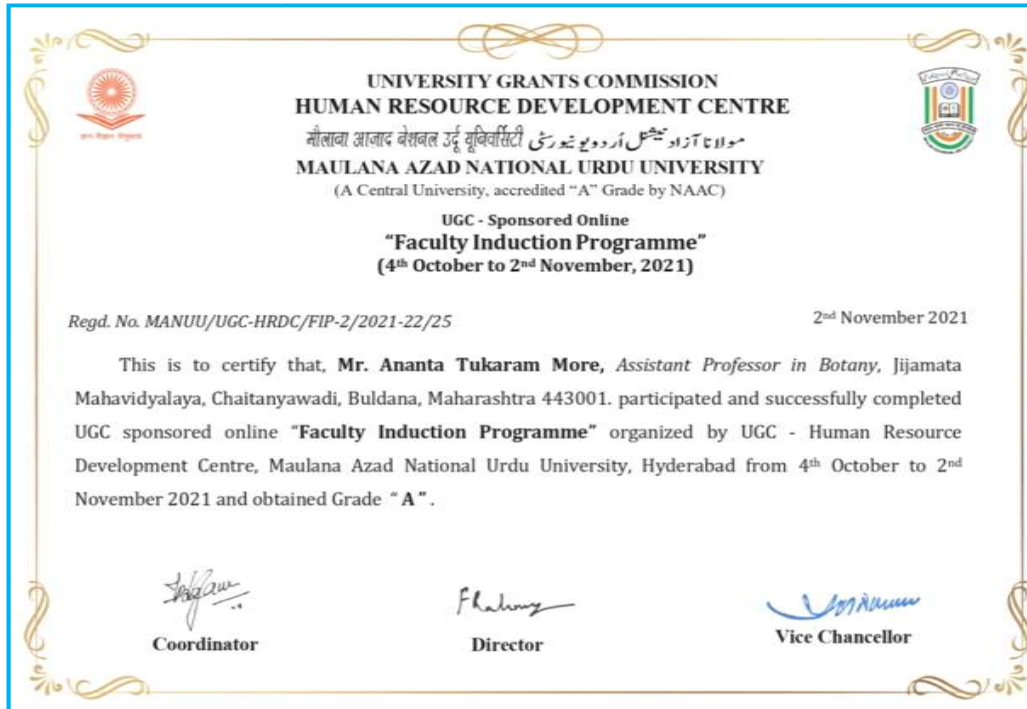 UNIVERSITY GRANTS COMMISSION
HUMAN RESOURCE DEVELOPMENT CENTRE
मौलाना आज़ाद नेशनल उर्दू यूनिवर्सिटी مولانا آزاد نیشنل اُردو یونیورسٹی
MAULANA AZAD NATIONAL URDU UNIVERSITY
(A Central University, accredited “A” Grade by NAAC)
UGC - Sponsored Online
“Faculty Induction Programme”
(4th October to 2nd November, 2021)
Regd. No. MANUU/UGC-HRDC/FIP-2/2021-22/25
2nd November 2021
This is to certify that, Mr. Ananta Tukaram More, Assistant Professor in Botany, Jijamata
Mahavidyalaya, Chaitanyawadi, Buldana, Maharashtra 443001. participated and successfully completed
UGC sponsored online “Faculty Induction Programme” organized by UGC - Human Resource
Development Centre, Maulana Azad National Urdu University, Hyderabad from 4th October to 2nd
November 2021 and obtained Grade “ A ” .
Coordinator
Director
Vice Chancellor